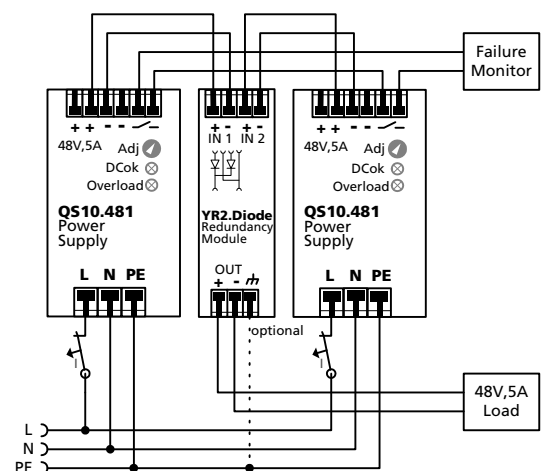 Failure
Monitor
+ + - -
48V,5A
Adj
DCok
Overload
QS10.481
Power
Supply
L N PE
+ - + -
IN 1 IN 2
YR2.Diode
Redundancy
Module
OUT
+ -
optional
+ + - -
48V,5A
Adj
DCok
Overload
QS10.481
Power
Supply
L N PE
I
I
48V,5A
Load
L
N
PE